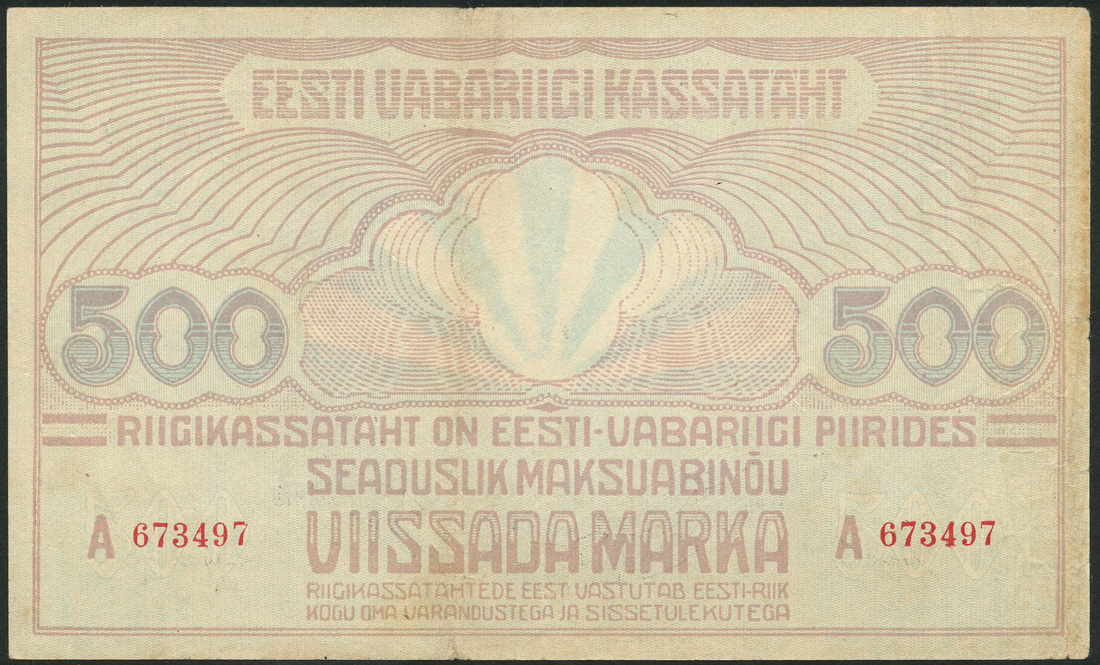 EESTI VABARIIGI KASSATÄHT
500 500
RIIGIKASSATÄHT ON EESTI-VABARIIGI PIIRIDES
SEADUSLIK MAKSUABINÕU
A 673497 VIISSADA MARKA A 673497
RIIGIKASSATÄHTEDE EEST VASTUTAB EESTI-RIIK
KOGU OMA VARANDUSTEGA JA SISSETULEKUTEGA